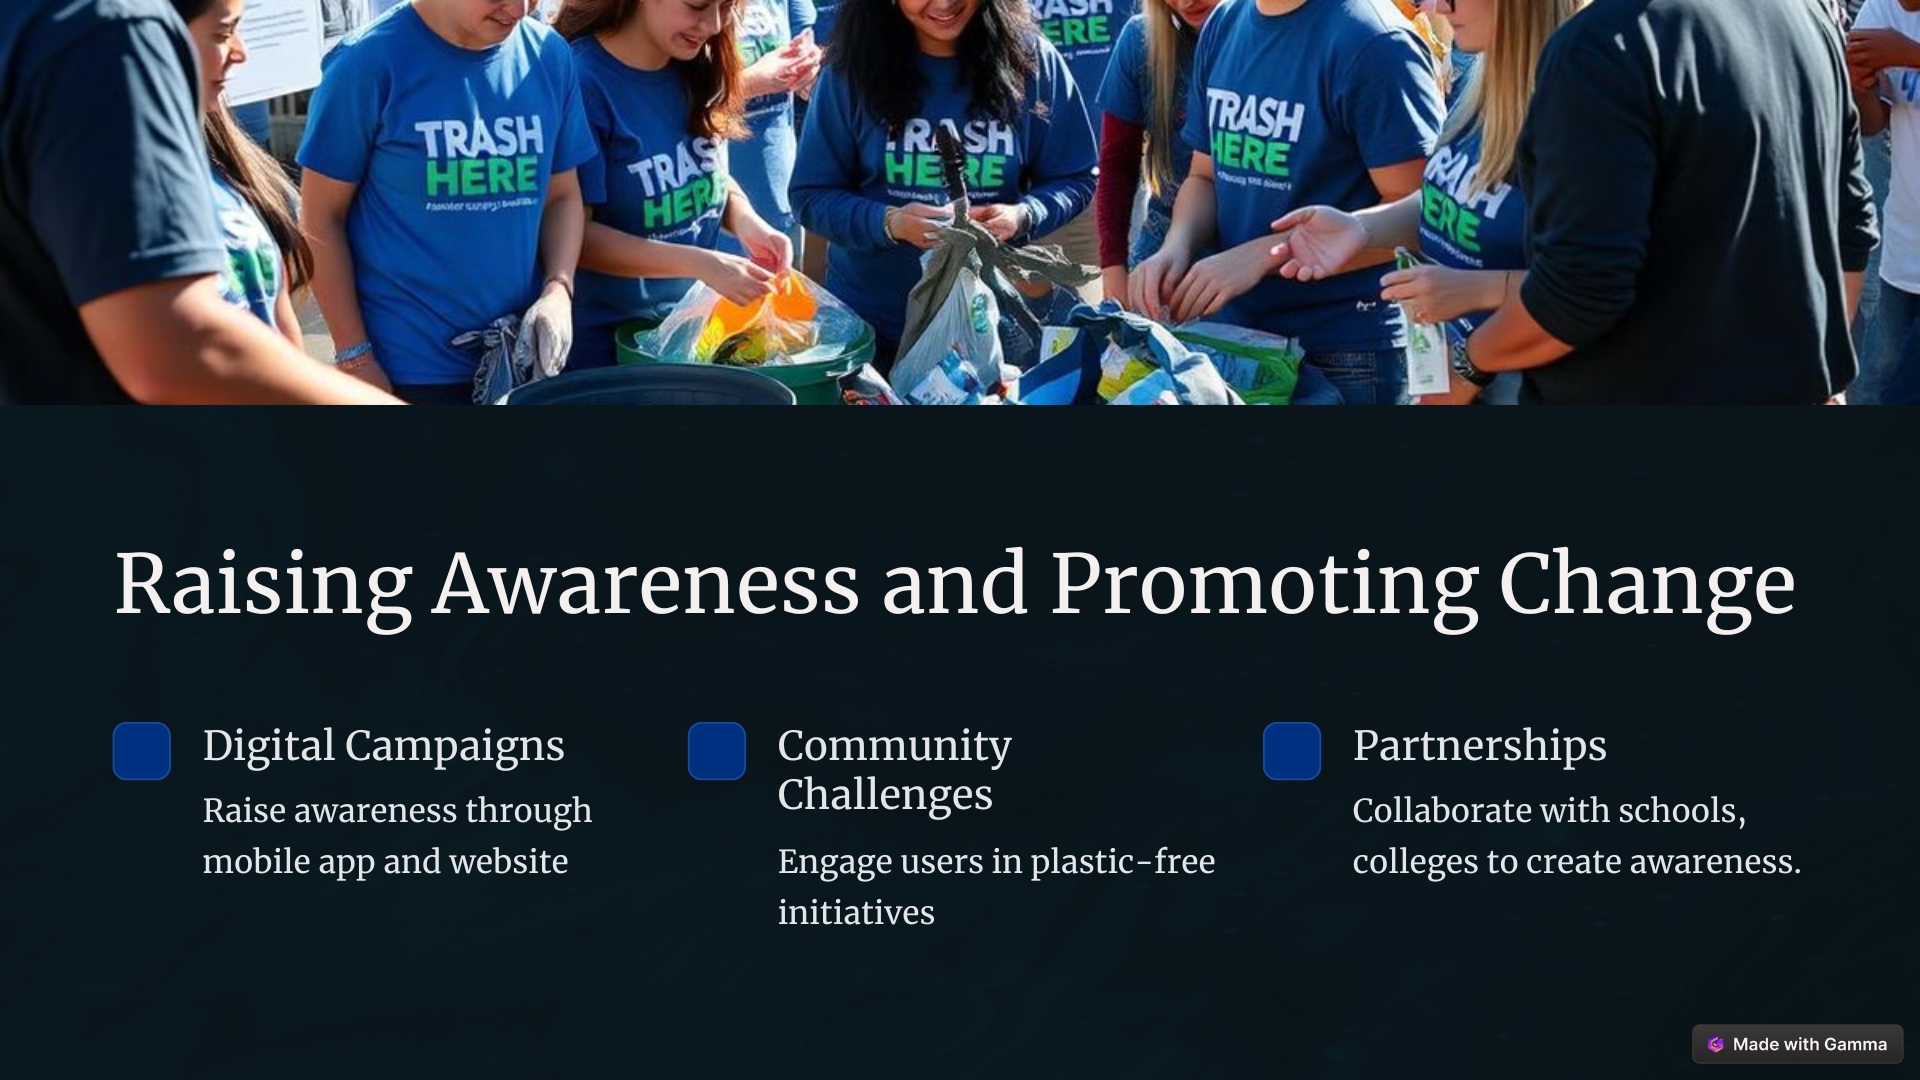 TRASH
HERE
TRASH
HERE
TRASH
HERE
TRASH
HERE
TRASH
HERE
Raising Awareness and Promoting Change
Digital Campaigns
Raise awareness through
mobile app and website
Community
Challenges
Engage users in plastic-free
initiatives
Partnerships
Collaborate with schools,
colleges to create awareness.
Made with Gamma